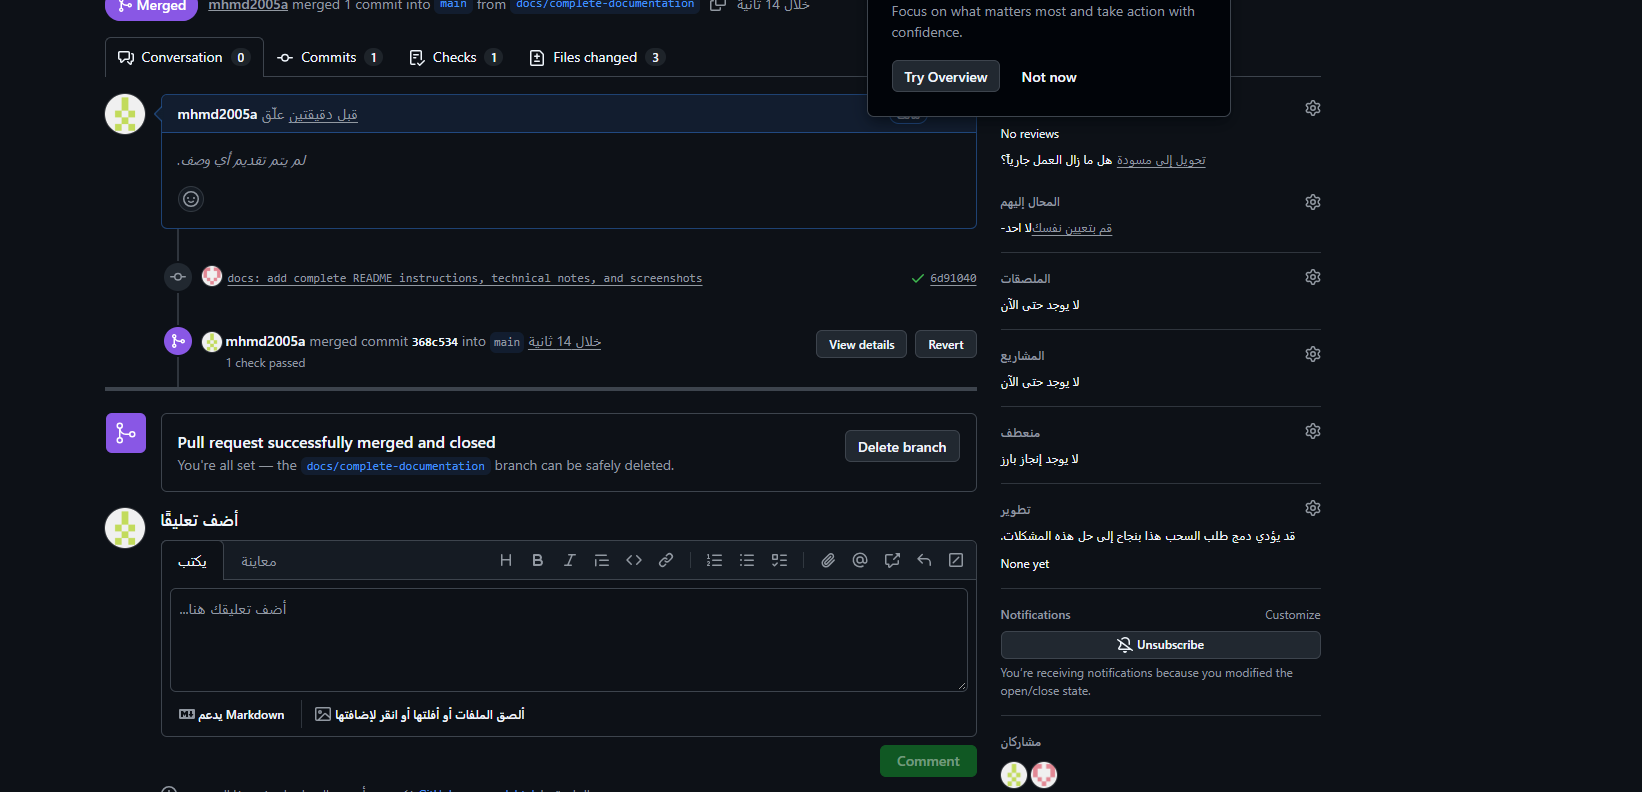 Merged mhmd2005a merged 1 commit into main from docs/complete-documentation خلال 14 ثانية
Focus on what matters most and take action with
confidence.
Try Overview Not now
Conversation 0 Commits 1 Checks 1 Files changed 3
mhmd2005a علّق قبل دقيقتين
لم يتم تقديم أي وصف.
docs: add complete README instructions, technical notes, and screenshots 6d91040
mhmd2005a merged commit 368c534 into main خلال 14 ثانية
1 check passed
View details Revert
Pull request successfully merged and closed
You're all set — the docs/complete-documentation branch can be safely deleted.
Delete branch
أضف تعليقًا
يكتب معاينة
أضف تعليقك هنا...
يدعم Markdown
ألصق الملفات أو أفلتها أو انقر لإضافتها
Comment
No reviews
هل ما زال العمل جارياً؟ تحويل إلى مسودة
المحال إليهم
لا احد- قم بتعيين نفسك
الملصقات
لا يوجد حتى الآن
المشاريع
لا يوجد حتى الآن
منعطف
لا يوجد إنجاز بارز
تطوير
قد يؤدي دمج طلب السحب هذا بنجاح إلى حل هذه المشكلات.
None yet
Notifications Customize
Unsubscribe
You're receiving notifications because you modified the
open/close state.
مشاركان